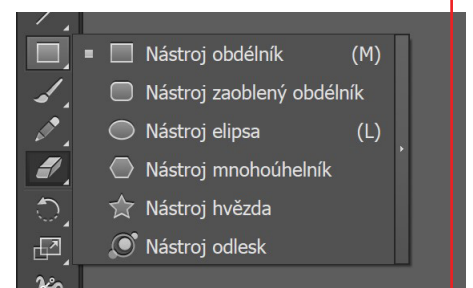 Nástroj obdélník (M)
Nástroj zaoblený obdélník
Nástroj elipsa (L)
Nástroj mnohoúhelník
Nástroj hvězda
Nástroj odlesk